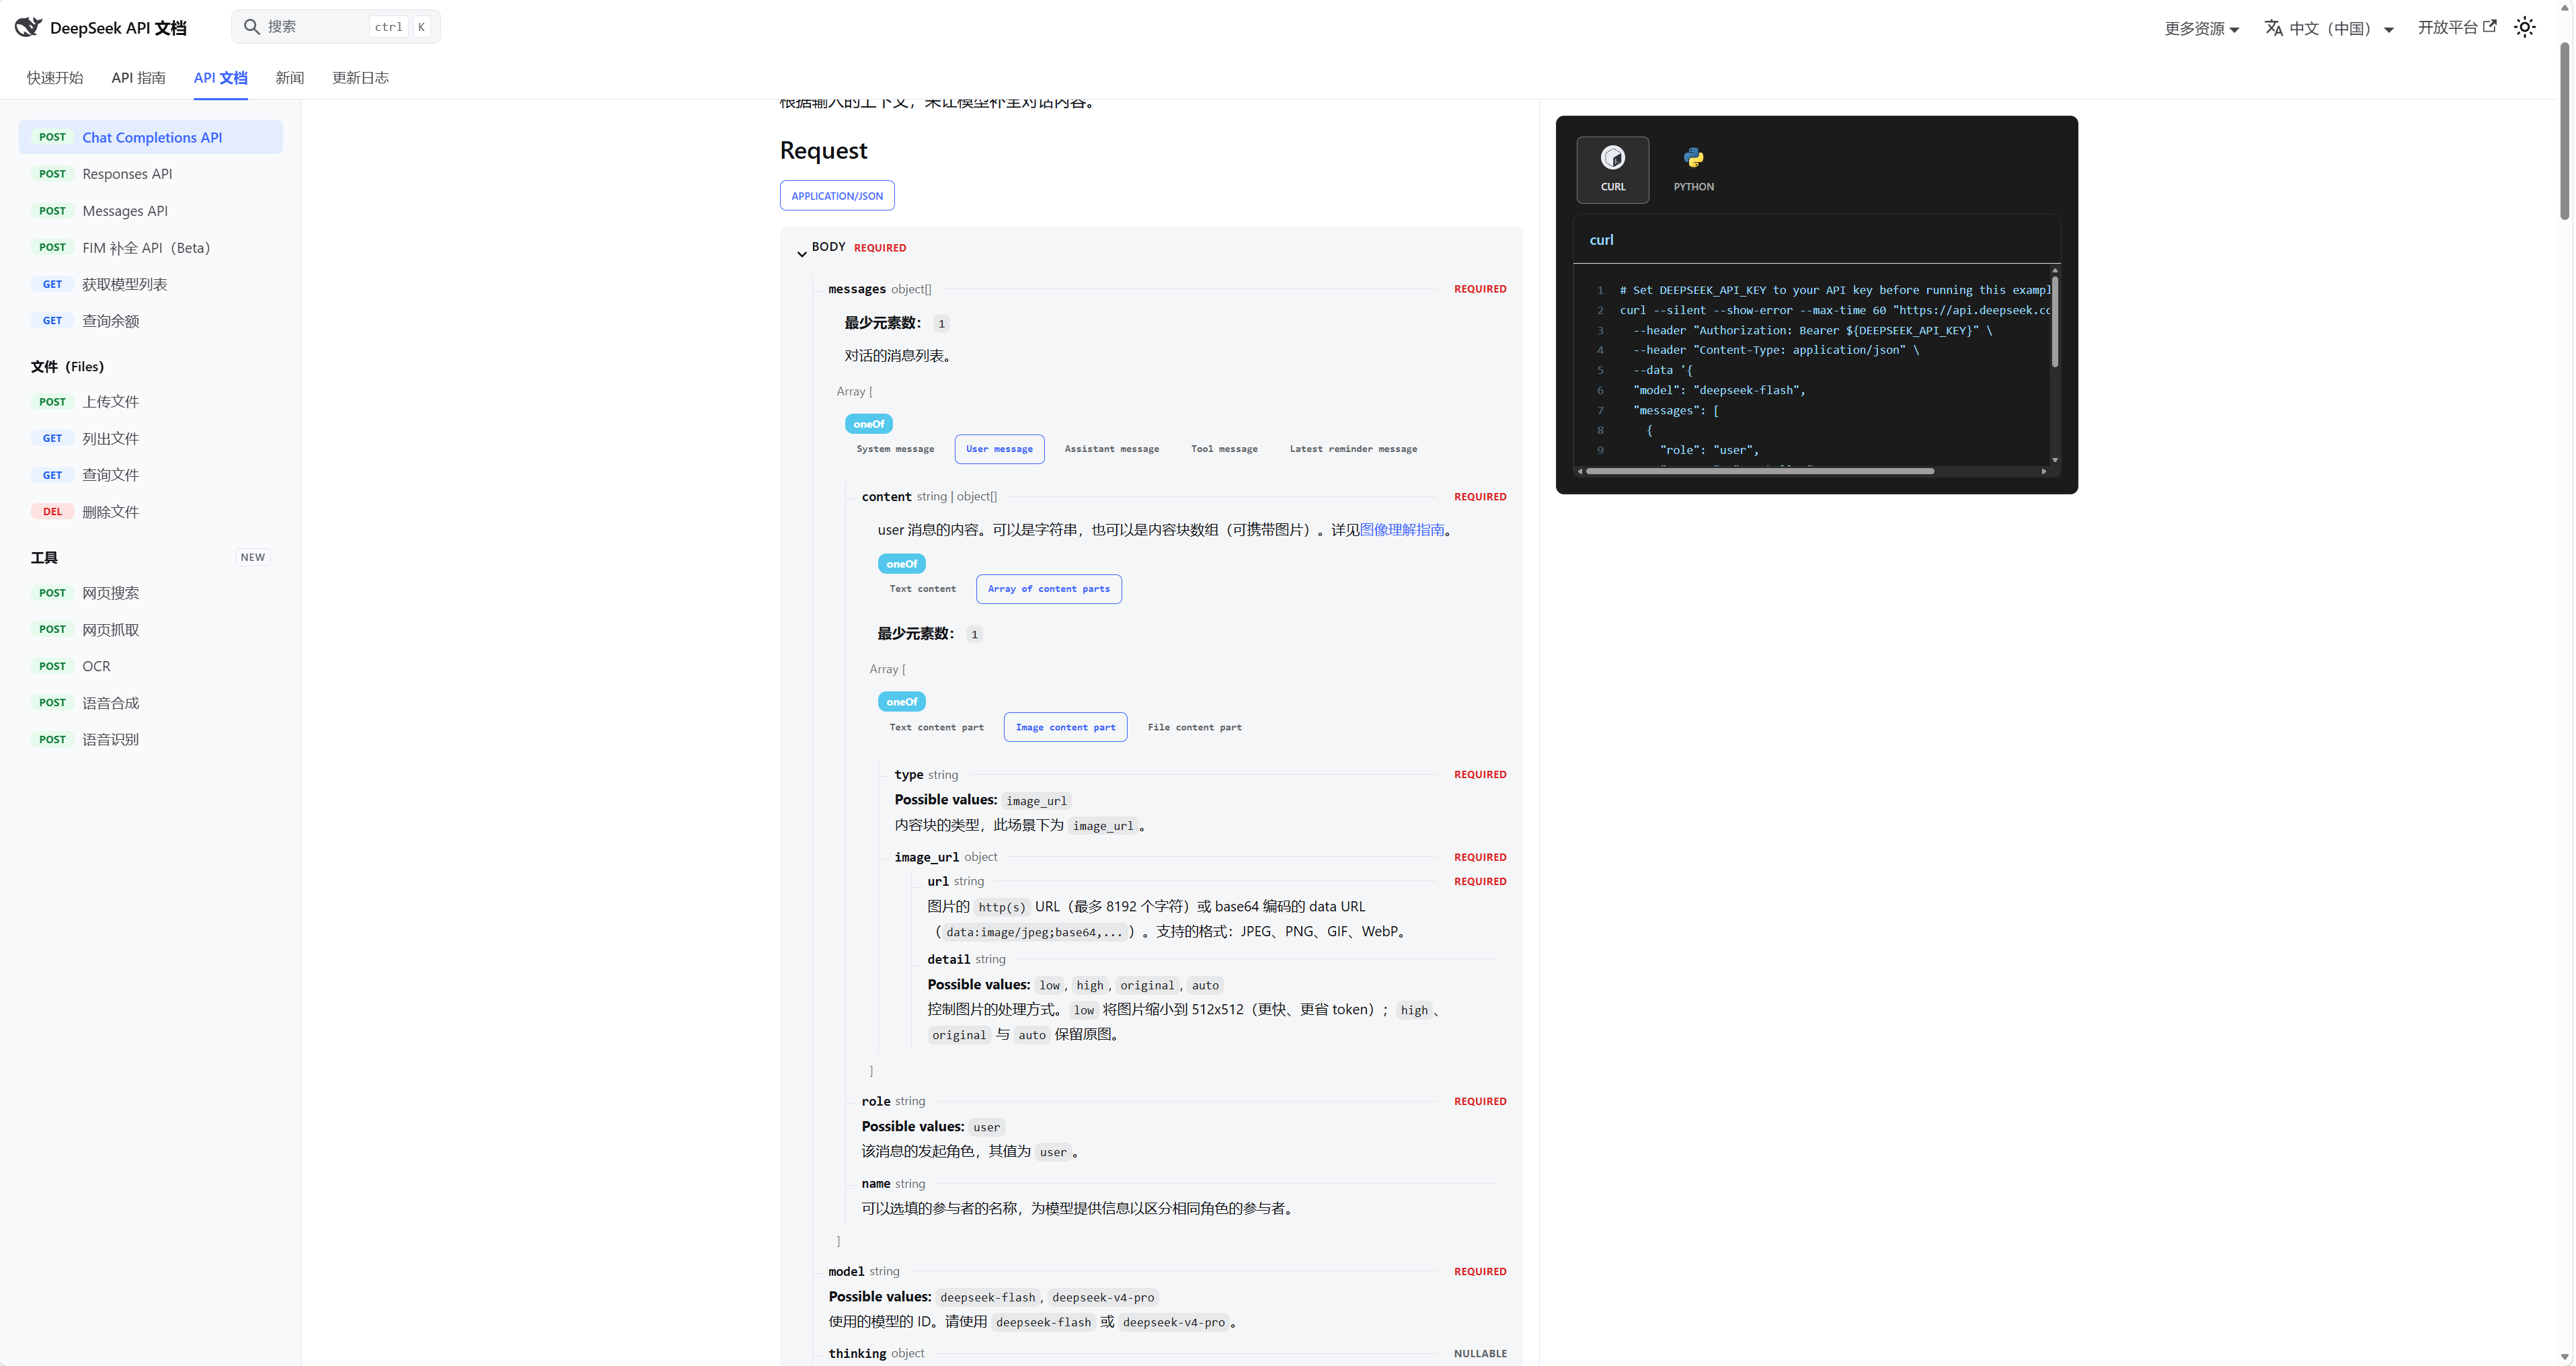 DeepSeek API 文档
搜索
ctrl K
更多资源
中文（中国）
开放平台
快速开始
API 指南
API 文档
新闻
更新日志
POST Chat Completions API
POST Responses API
POST Messages API
POST FIM 补全 API（Beta）
GET 获取模型列表
GET 查询余额
文件（Files）
POST 上传文件
GET 列出文件
GET 查询文件
DEL 删除文件
工具 NEW
POST 网页搜索
POST 网页抓取
POST OCR
POST 语音合成
POST 语音识别
根据输入的上下文，来让模型补全对话内容。
Request
APPLICATION/JSON
BODY REQUIRED
messages object[] REQUIRED
最少元素数： 1
对话的消息列表。
Array [
oneOf
System message User message Assistant message Tool message Latest reminder message
content string | object[] REQUIRED
user 消息的内容。可以是字符串，也可以是内容块数组（可携带图片）。详见图像理解指南。
oneOf
Text content Array of content parts
最少元素数： 1
Array [
oneOf
Text content part Image content part File content part
type string REQUIRED
Possible values: image_url
内容块的类型，此场景下为 image_url 。
image_url object REQUIRED
url string REQUIRED
图片的 http(s) URL（最多 8192 个字符）或 base64 编码的 data URL
（ data:image/jpeg;base64,... ）。支持的格式：JPEG、PNG、GIF、WebP。
detail string
Possible values: low , high , original , auto
控制图片的处理方式。 low 将图片缩小到 512x512（更快、更省 token）； high 、
original 与 auto 保留原图。
]
role string REQUIRED
Possible values: user
该消息的发起角色，其值为 user 。
name string
可以选填的参与者的名称，为模型提供信息以区分相同角色的参与者。
]
model string REQUIRED
Possible values: deepseek-flash , deepseek-v4-pro
使用的模型的 ID。请使用 deepseek-flash 或 deepseek-v4-pro 。
thinking object NULLABLE
CURL
PYTHON
curl
1 # Set DEEPSEEK_API_KEY to your API key before running this exampl
2 curl --silent --show-error --max-time 60 "https://api.deepseek.co
3 --header "Authorization: Bearer ${DEEPSEEK_API_KEY}" \
4 --header "Content-Type: application/json" \
5 --data '{
6 "model": "deepseek-flash",
7 "messages": [
8 {
9 "role": "user",